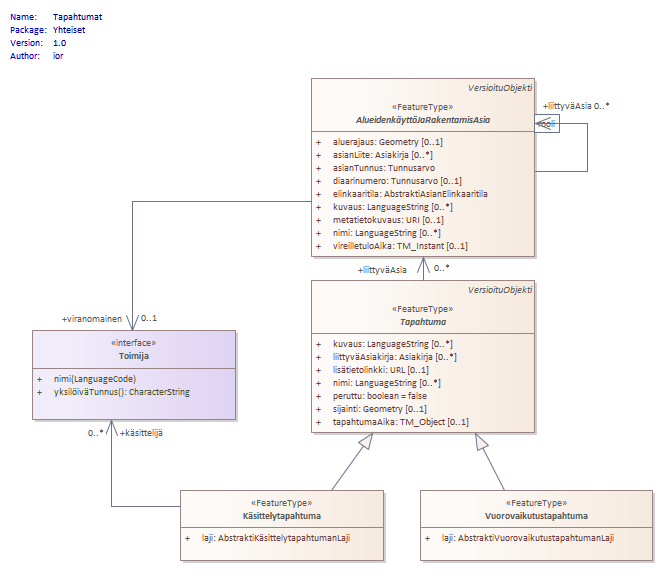 Name: Tapahtumat
Package: Yhteiset
Version: 1.0
Author: ior
VersioituObjekti
«FeatureType»
AlueidenkäyttöJaRakentamisAsia
+ aluerajaus: Geometry [0..1]
+ asianLiite: Asiakirja [0..*]
+ asianTunnus: Tunnusarvo
+ diaarinumero: Tunnusarvo [0..1]
+ elinkaaritila: AbstraktiAsianElinkaaritila
+ kuvaus: LanguageString [0..*]
+ metatietokuvaus: URI [0..1]
+ nimi: LanguageString [0..*]
+ vireilletuloAika: TM_Instant [0..1]
+liittyväAsia 0..*
+liittyväAsia 0..*
VersioituObjekti
«FeatureType»
Tapahtuma
+ kuvaus: LanguageString [0..*]
+ liittyväAsiakirja: Asiakirja [0..*]
+ lisätietolinkki: URL [0..1]
+ nimi: LanguageString [0..*]
+ peruttu: boolean = false
+ sijainti: Geometry [0..1]
+ tapahtumaAika: TM_Object [0..1]
+viranomainen 0..1
«interface»
Toimija
+ nimi(LanguageCode)
+ yksilöiväTunnus(): CharacterString
0..* +käsittelijä
«FeatureType»
Käsittelytapahtuma
+ laji: AbstraktiKäsittelytapahtumanLaji
«FeatureType»
Vuorovaikutustapahtuma
+ laji: AbstraktiVuorovaikutustapahtumanLaji